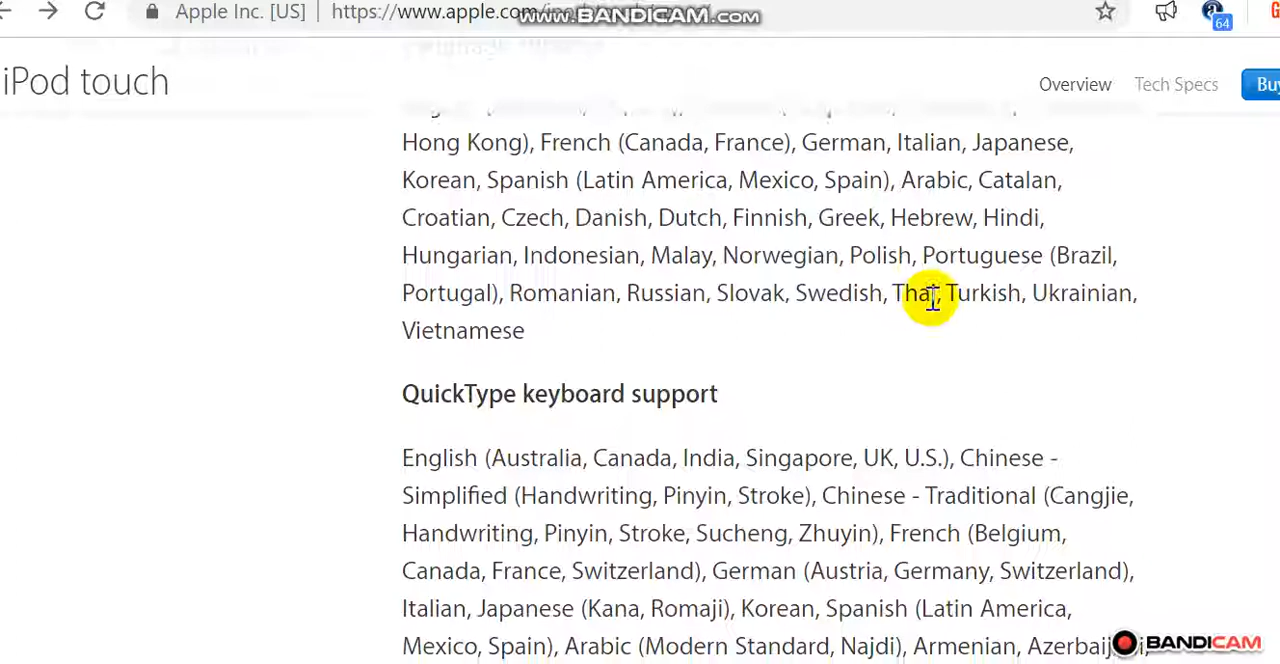 Apple Inc. [US] | https://www.apple.com
www.BANDICAM.com
64
iPod touch
Overview Tech Specs Buy
Hong Kong), French (Canada, France), German, Italian, Japanese,
Korean, Spanish (Latin America, Mexico, Spain), Arabic, Catalan,
Croatian, Czech, Danish, Dutch, Finnish, Greek, Hebrew, Hindi,
Hungarian, Indonesian, Malay, Norwegian, Polish, Portuguese (Brazil,
Portugal), Romanian, Russian, Slovak, Swedish, Thai, Turkish, Ukrainian,
Vietnamese
QuickType keyboard support
English (Australia, Canada, India, Singapore, UK, U.S.), Chinese -
Simplified (Handwriting, Pinyin, Stroke), Chinese - Traditional (Cangjie,
Handwriting, Pinyin, Stroke, Sucheng, Zhuyin), French (Belgium,
Canada, France, Switzerland), German (Austria, Germany, Switzerland),
Italian, Japanese (Kana, Romaji), Korean, Spanish (Latin America,
Mexico, Spain), Arabic (Modern Standard, Najdi), Armenian,
BANDICAM